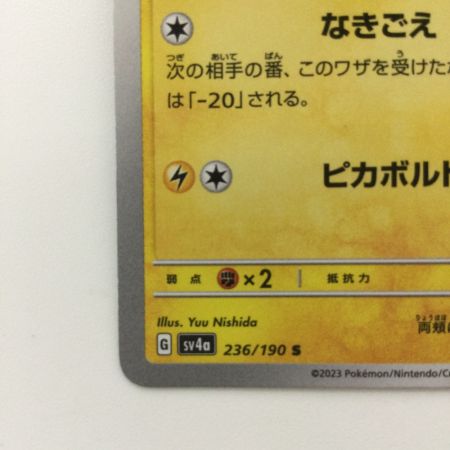 なきごえ
次の相手の番、このワザを受けた
は「-20」される。
ピカボルト
弱点 ×2 抵抗力
Illus. Yuu Nishida
G sv4a 236/190 S
両頬
©2023 Pokémon/Nintendo/C